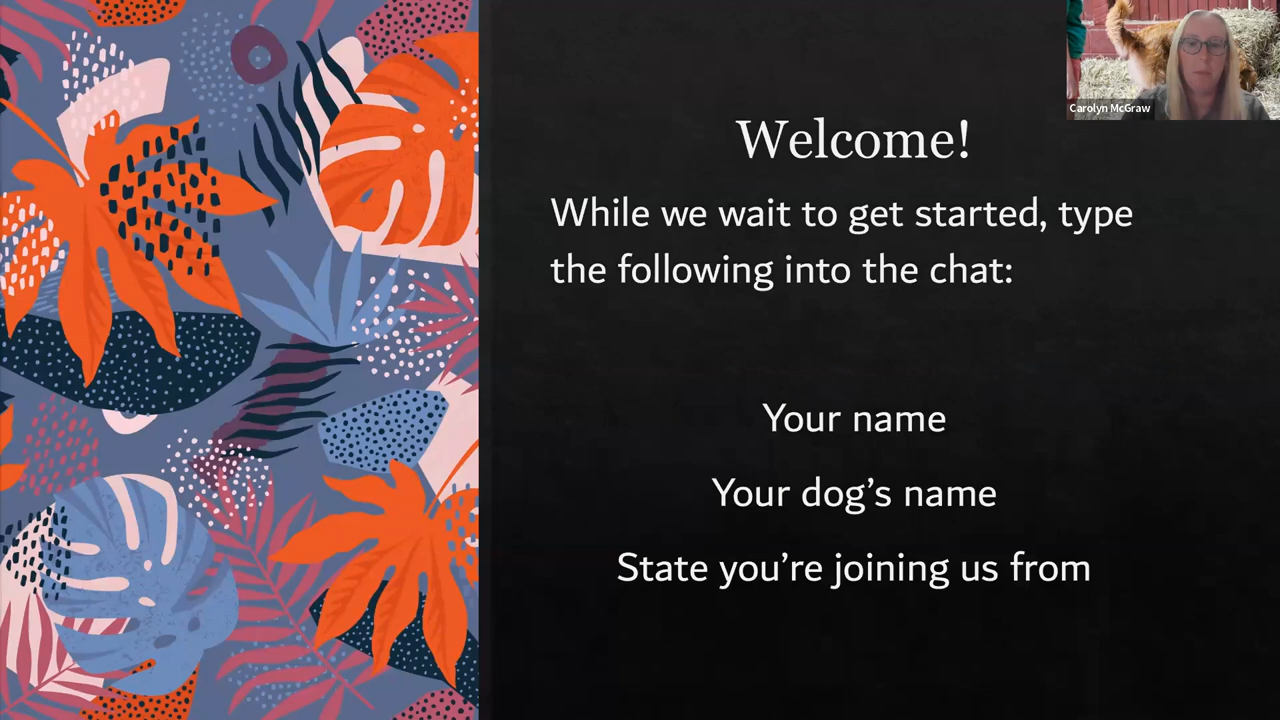 Carolyn McGraw
Welcome!
While we wait to get started, type
the following into the chat:
Your name
Your dog’s name
State you’re joining us from